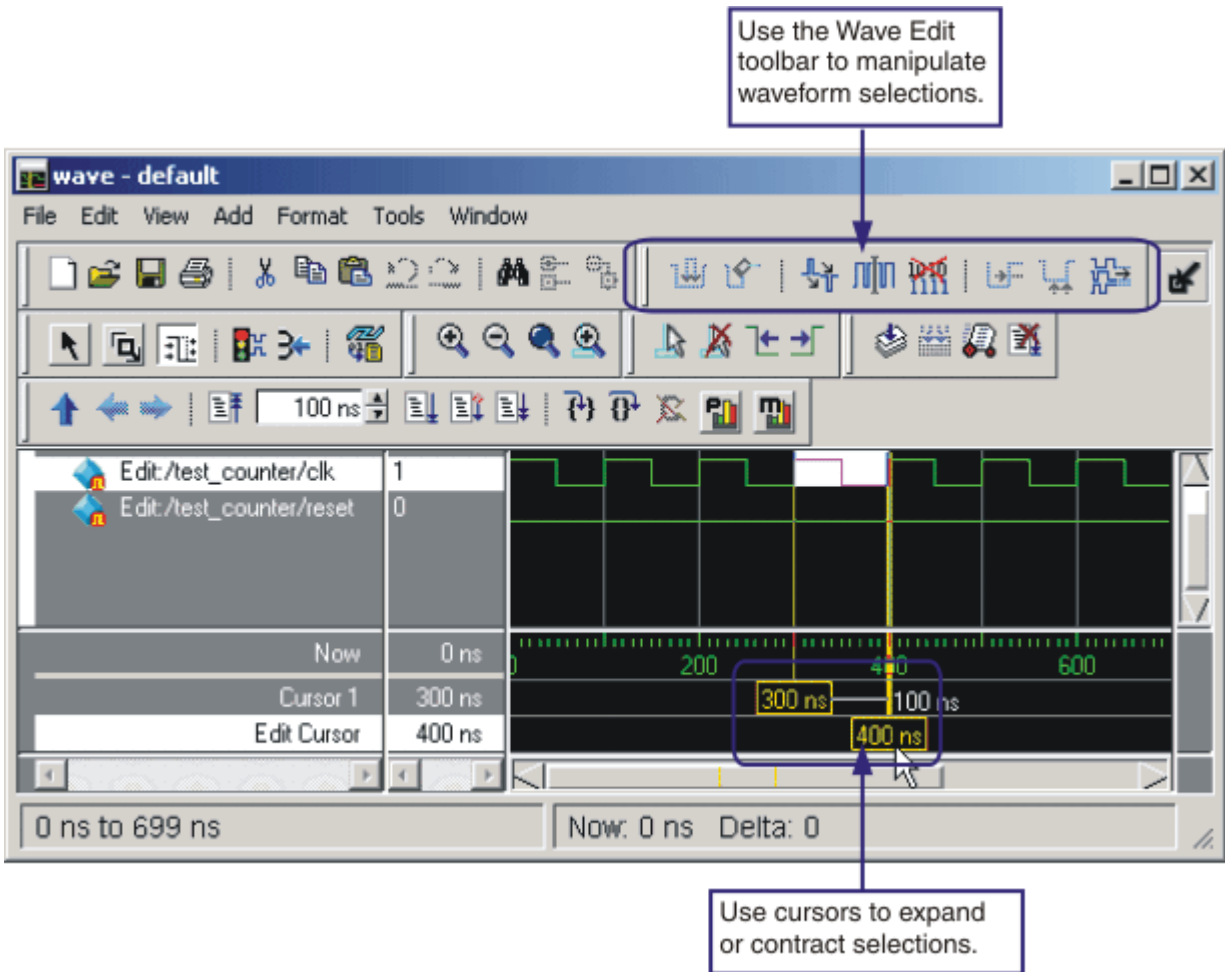 Use the Wave Edit
toolbar to manipulate
waveform selections.
wave - default
File Edit View Add Format Tools Window
100 ns
Edit:/test_counter/clk 1
Edit:/test_counter/reset 0
Now 0 ns
200 400 600
Cursor 1 300 ns
300 ns 100 ns
Edit Cursor 400 ns
400 ns
0 ns to 699 ns Now: 0 ns Delta: 0
Use cursors to expand
or contract selections.